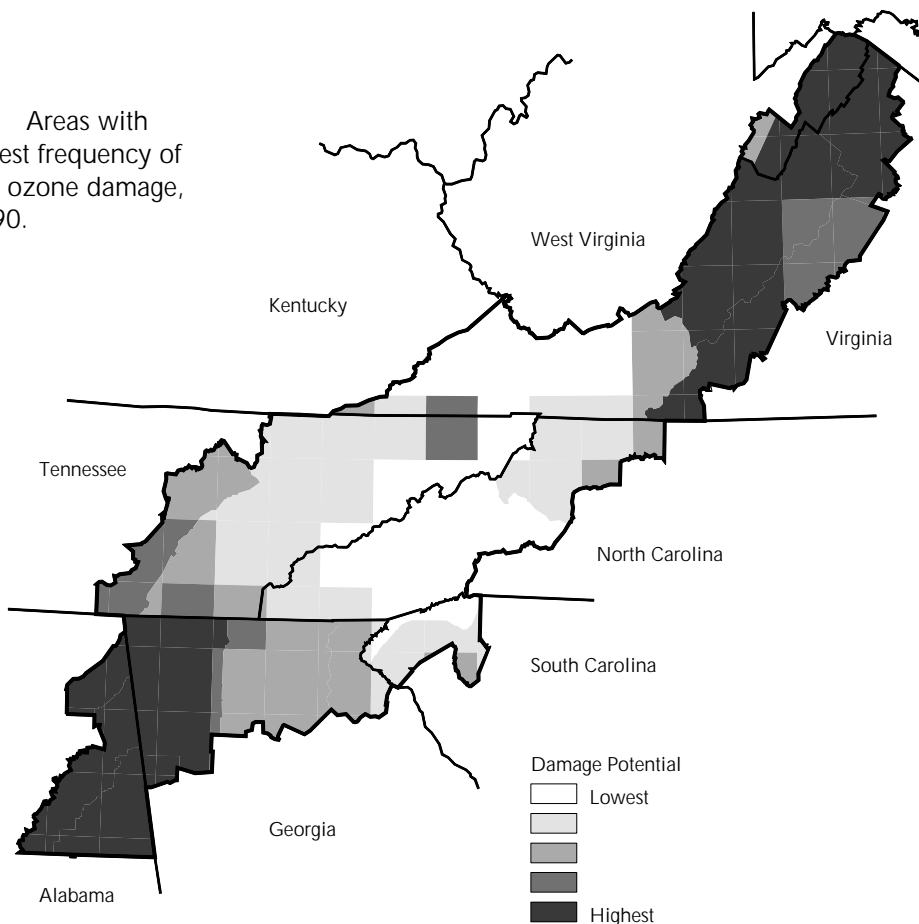 Areas with
est frequency of
ozone damage,
90.
West Virginia
Kentucky
Virginia
Tennessee
North Carolina
South Carolina
Damage Potential
Lowest
Georgia
Alabama
Highest